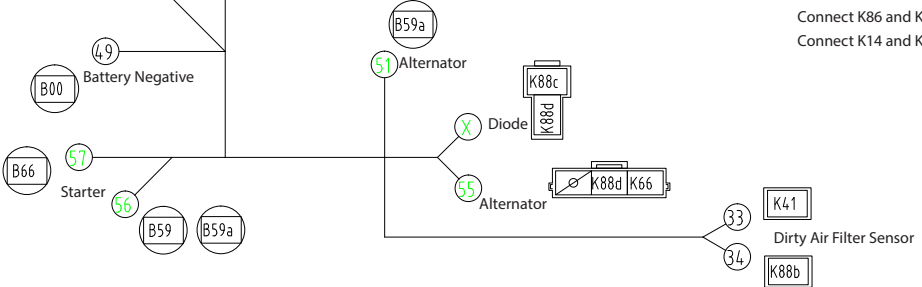 Connect K86 and K
Connect K14 and K
B59a
49
51 Alternator
Battery Negative
B00
K88c
K88d
X Diode
57
B66
55
K88d K66
Starter
56
Alternator
B59 B59a
33
K41
Dirty Air Filter Sensor
34
K88b